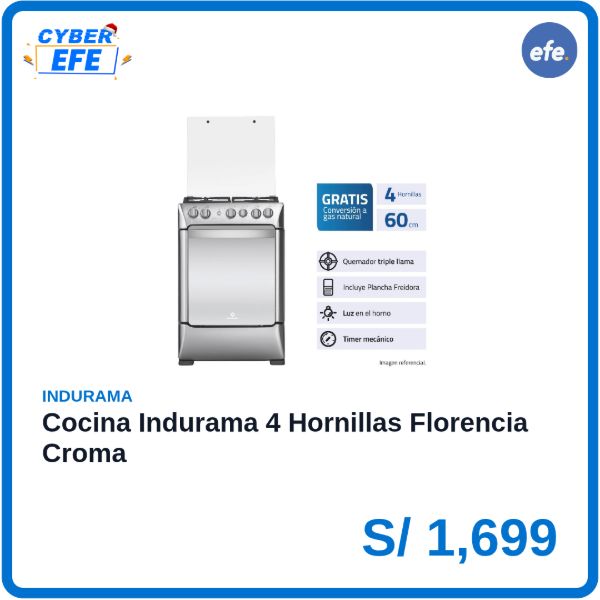 CYBER
EFE
efe.
GRATIS
Conversión a
gas natural
4 Hornillas
60 cm
Quemador triple llama
Incluye Plancha Freidora
Luz en el horno
Timer mecánico
Imagen referencial.
INDURAMA
Cocina Indurama 4 Hornillas Florencia
Croma
S/ 1,699